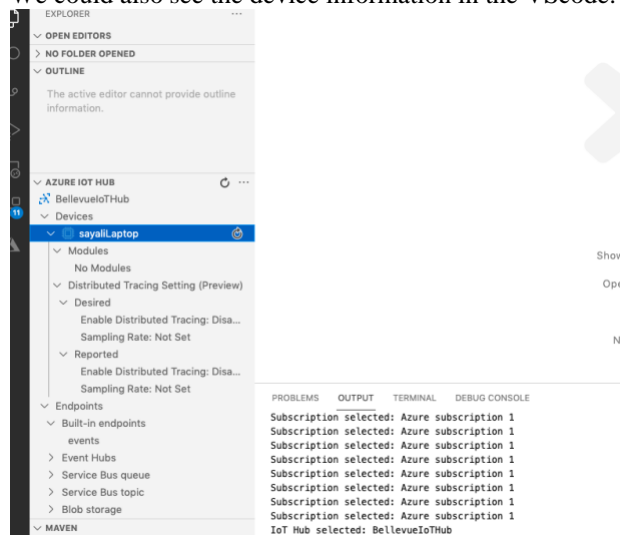 We could also see the device information in the VScode.
EXPLORER
OPEN EDITORS
NO FOLDER OPENED
OUTLINE
The active editor cannot provide outline
information.
AZURE IOT HUB
BellevueIoTHub
Devices
sayaliLaptop
Modules
No Modules
Distributed Tracing Setting (Preview)
Desired
Enable Distributed Tracing: Disa...
Sampling Rate: Not Set
Reported
Enable Distributed Tracing: Disa...
Sampling Rate: Not Set
Endpoints
Built-in endpoints
events
Event Hubs
Service Bus queue
Service Bus topic
Blob storage
MAVEN
11
Show
Ope
N
PROBLEMS OUTPUT TERMINAL DEBUG CONSOLE
Subscription selected: Azure subscription 1
Subscription selected: Azure subscription 1
Subscription selected: Azure subscription 1
Subscription selected: Azure subscription 1
Subscription selected: Azure subscription 1
Subscription selected: Azure subscription 1
Subscription selected: Azure subscription 1
Subscription selected: Azure subscription 1
IoT Hub selected: BellevueIoTHub